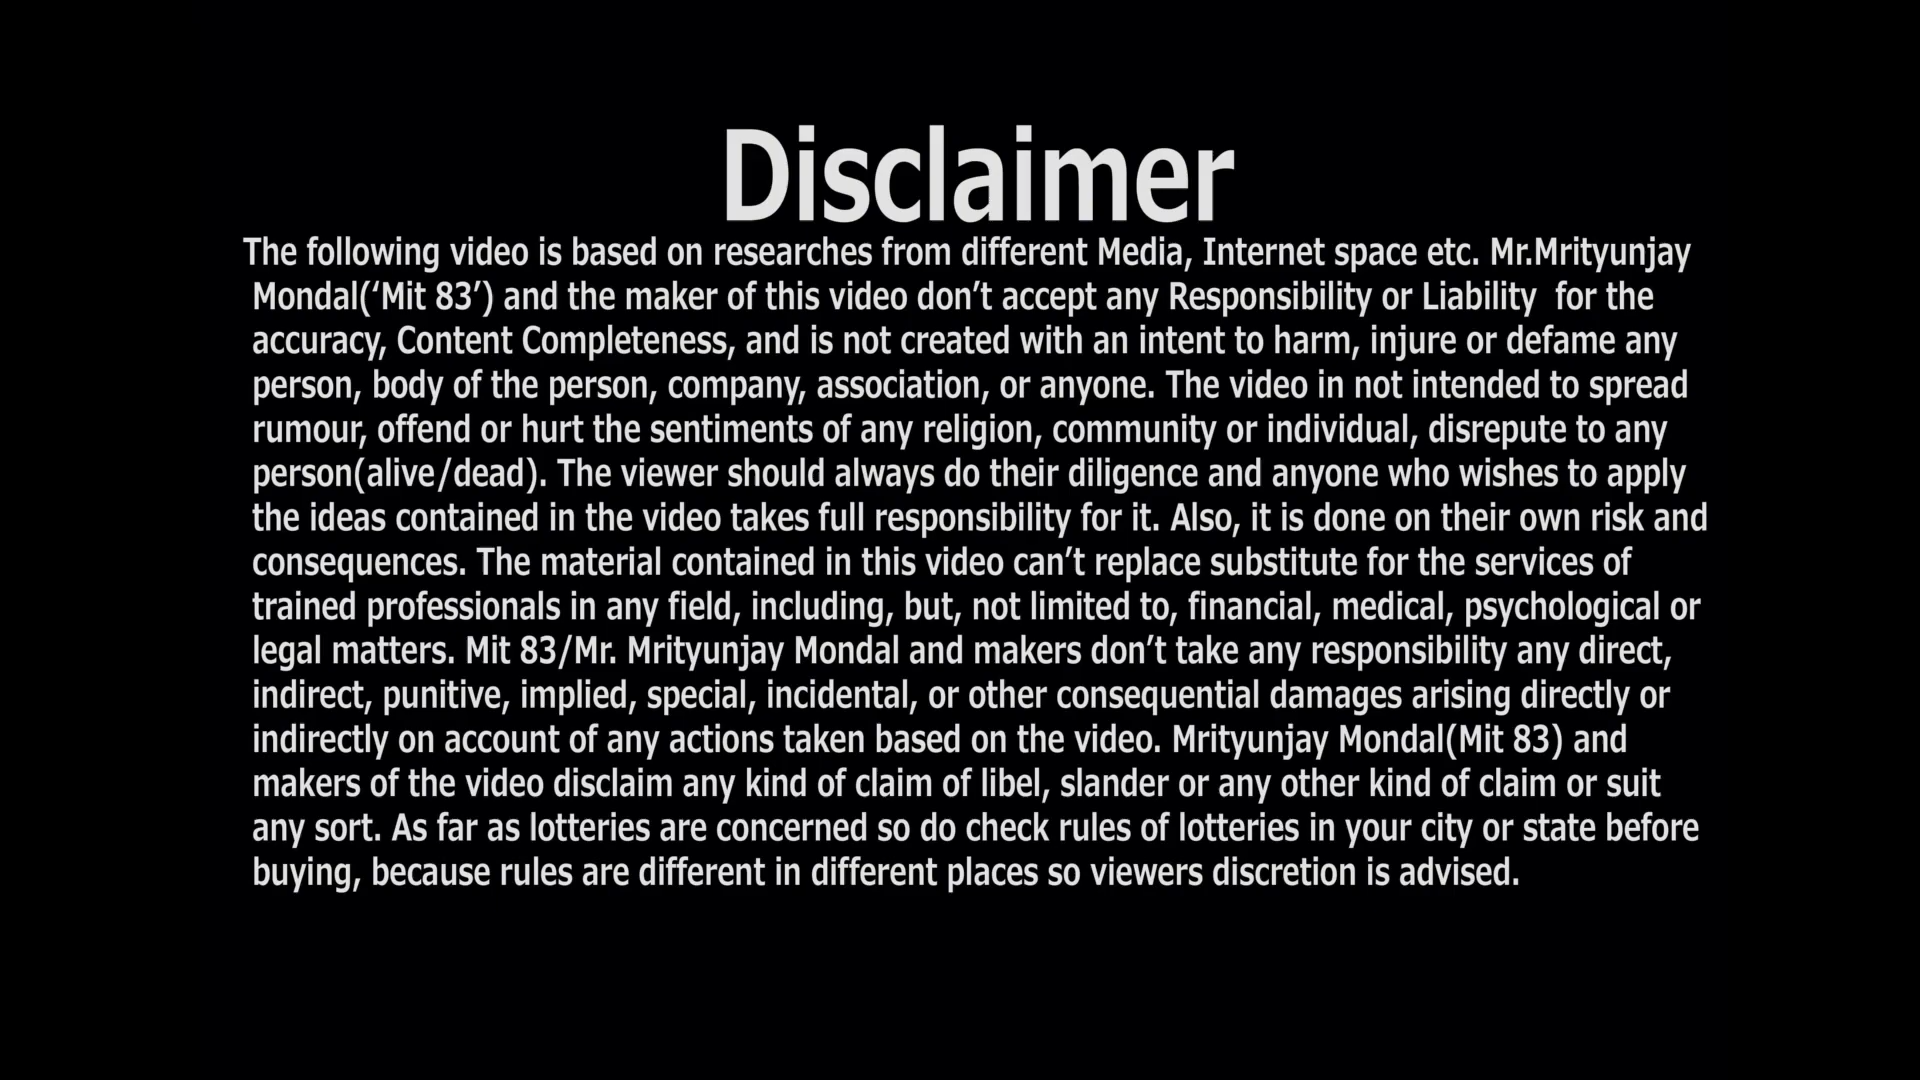 Disclaimer
The following video is based on researches from different Media, Internet space etc. Mr.Mrityunjay
Mondal(‘Mit 83’) and the maker of this video don’t accept any Responsibility or Liability  for the
accuracy, Content Completeness, and is not created with an intent to harm, injure or defame any
person, body of the person, company, association, or anyone. The video in not intended to spread
rumour, offend or hurt the sentiments of any religion, community or individual, disrepute to any
person(alive/dead). The viewer should always do their diligence and anyone who wishes to apply
the ideas contained in the video takes full responsibility for it. Also, it is done on their own risk and
consequences. The material contained in this video can’t replace substitute for the services of
trained professionals in any field, including, but, not limited to, financial, medical, psychological or
legal matters. Mit 83/Mr. Mrityunjay Mondal and makers don’t take any responsibility any direct,
indirect, punitive, implied, special, incidental, or other consequential damages arising directly or
indirectly on account of any actions taken based on the video. Mrityunjay Mondal(Mit 83) and
makers of the video disclaim any kind of claim of libel, slander or any other kind of claim or suit
any sort. As far as lotteries are concerned so do check rules of lotteries in your city or state before
buying, because rules are different in different places so viewers discretion is advised.